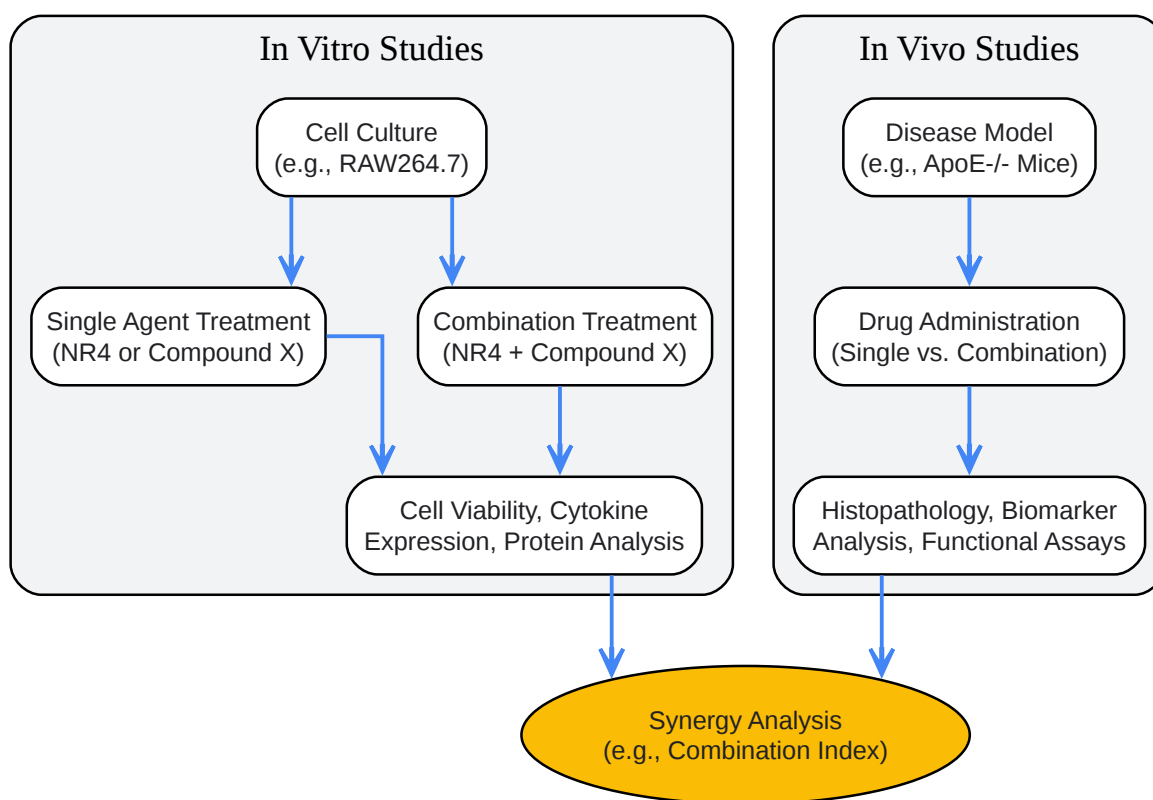 In Vitro Studies
Cell Culture
(e.g., RAW264.7)
Single Agent Treatment
(NR4 or Compound X)
Combination Treatment
(NR4 + Compound X)
Cell Viability, Cytokine
Expression, Protein Analysis
In Vivo Studies
Disease Model
(e.g., ApoE-/- Mice)
Drug Administration
(Single vs. Combination)
Histopathology, Biomarker
Analysis, Functional Assays
Synergy Analysis
(e.g., Combination Index)